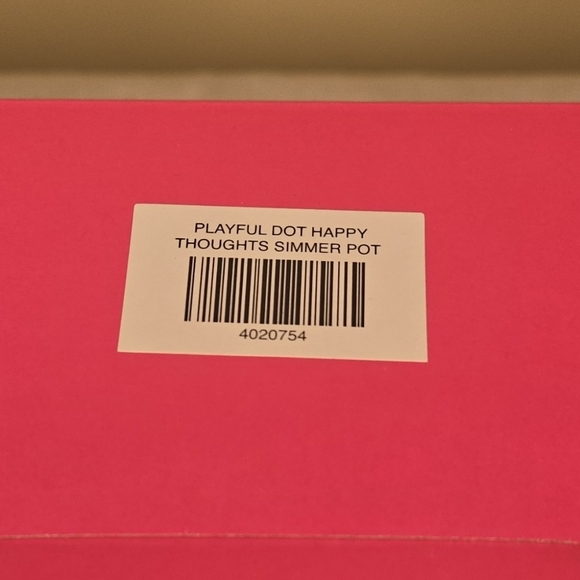 PLAYFUL DOT HAPPY
THOUGHTS SIMMER POT
4020754